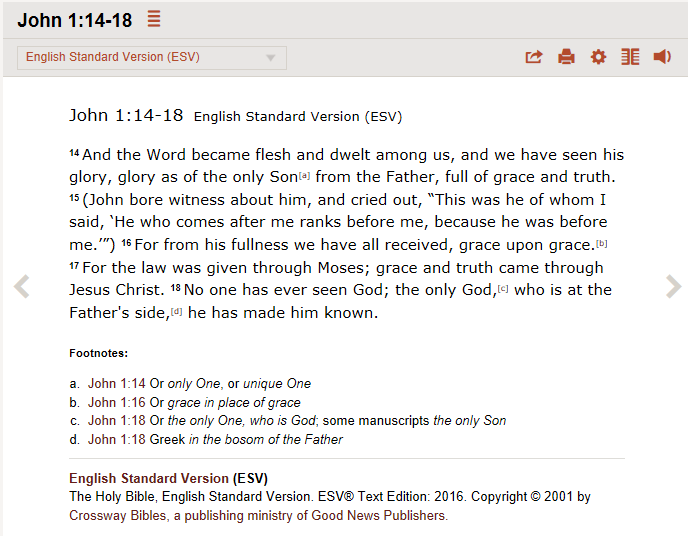 John 1:14-18
English Standard Version (ESV)
John 1:14-18 English Standard Version (ESV)
14 And the Word became flesh and dwelt among us, and we have seen his
glory, glory as of the only Son[a] from the Father, full of grace and truth.
15 (John bore witness about him, and cried out, “This was he of whom I
said, ‘He who comes after me ranks before me, because he was before
me.’”) 16 For from his fullness we have all received, grace upon grace.[b]
17 For the law was given through Moses; grace and truth came through
Jesus Christ. 18 No one has ever seen God; the only God,[c] who is at the
Father's side,[d] he has made him known.
Footnotes:
a. John 1:14 Or only One, or unique One
b. John 1:16 Or grace in place of grace
c. John 1:18 Or the only One, who is God; some manuscripts the only Son
d. John 1:18 Greek in the bosom of the Father
English Standard Version (ESV)
The Holy Bible, English Standard Version. ESV® Text Edition: 2016. Copyright © 2001 by
Crossway Bibles, a publishing ministry of Good News Publishers.